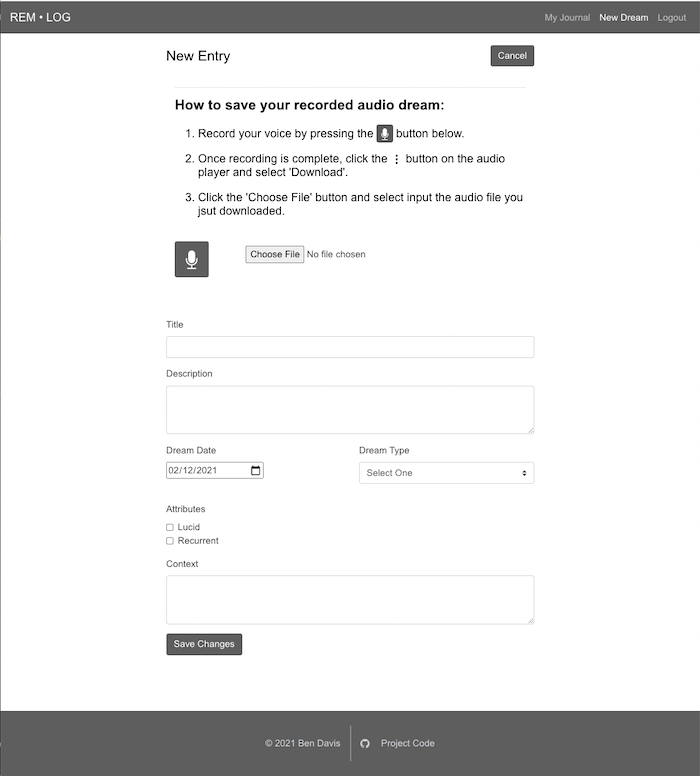 REM • LOG My Journal New Dream Logout
New Entry Cancel
How to save your recorded audio dream:
1. Record your voice by pressing the button below.
2. Once recording is complete, click the ⋮ button on the audio
player and select 'Download'.
3. Click the 'Choose File' button and select input the audio file you
jsut downloaded.
Choose File No file chosen
Title
Description
Dream Date Dream Type
02/12/2021 Select One
Attributes
Lucid
Recurrent
Context
Save Changes
© 2021 Ben Davis Project Code